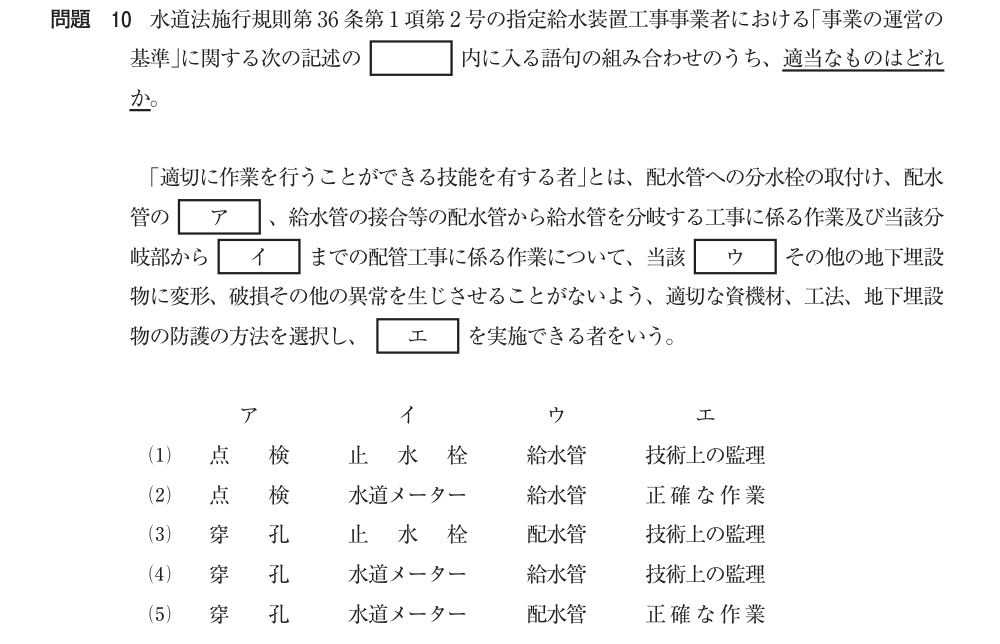 問題 10 水道法施行規則第36条第1項第2号の指定給水装置工事事業者における「事業の運営の
基準」に関する次の記述の 内に入る語句の組み合わせのうち、適当なものはどれ
か。
「適切に作業を行うことができる技能を有する者」とは、配水管への分水栓の取付け、配水
管の ア 、給水管の接合等の配水管から給水管を分岐する工事に係る作業及び当該分
岐部から イ までの配管工事に係る作業について、当該 ウ その他の地下埋設
物に変形、破損その他の異常を生じさせることがないよう、適切な資機材、工法、地下埋設
物の防護の方法を選択し、 エ を実施できる者をいう。
ア イ ウ エ
(1) 点検 止水栓 給水管 技術上の監理
(2) 点検 水道メーター 給水管 正確な作業
(3) 穿孔 止水栓 配水管 技術上の監理
(4) 穿孔 水道メーター 給水管 技術上の監理
(5) 穿孔 水道メーター 配水管 正確な作業